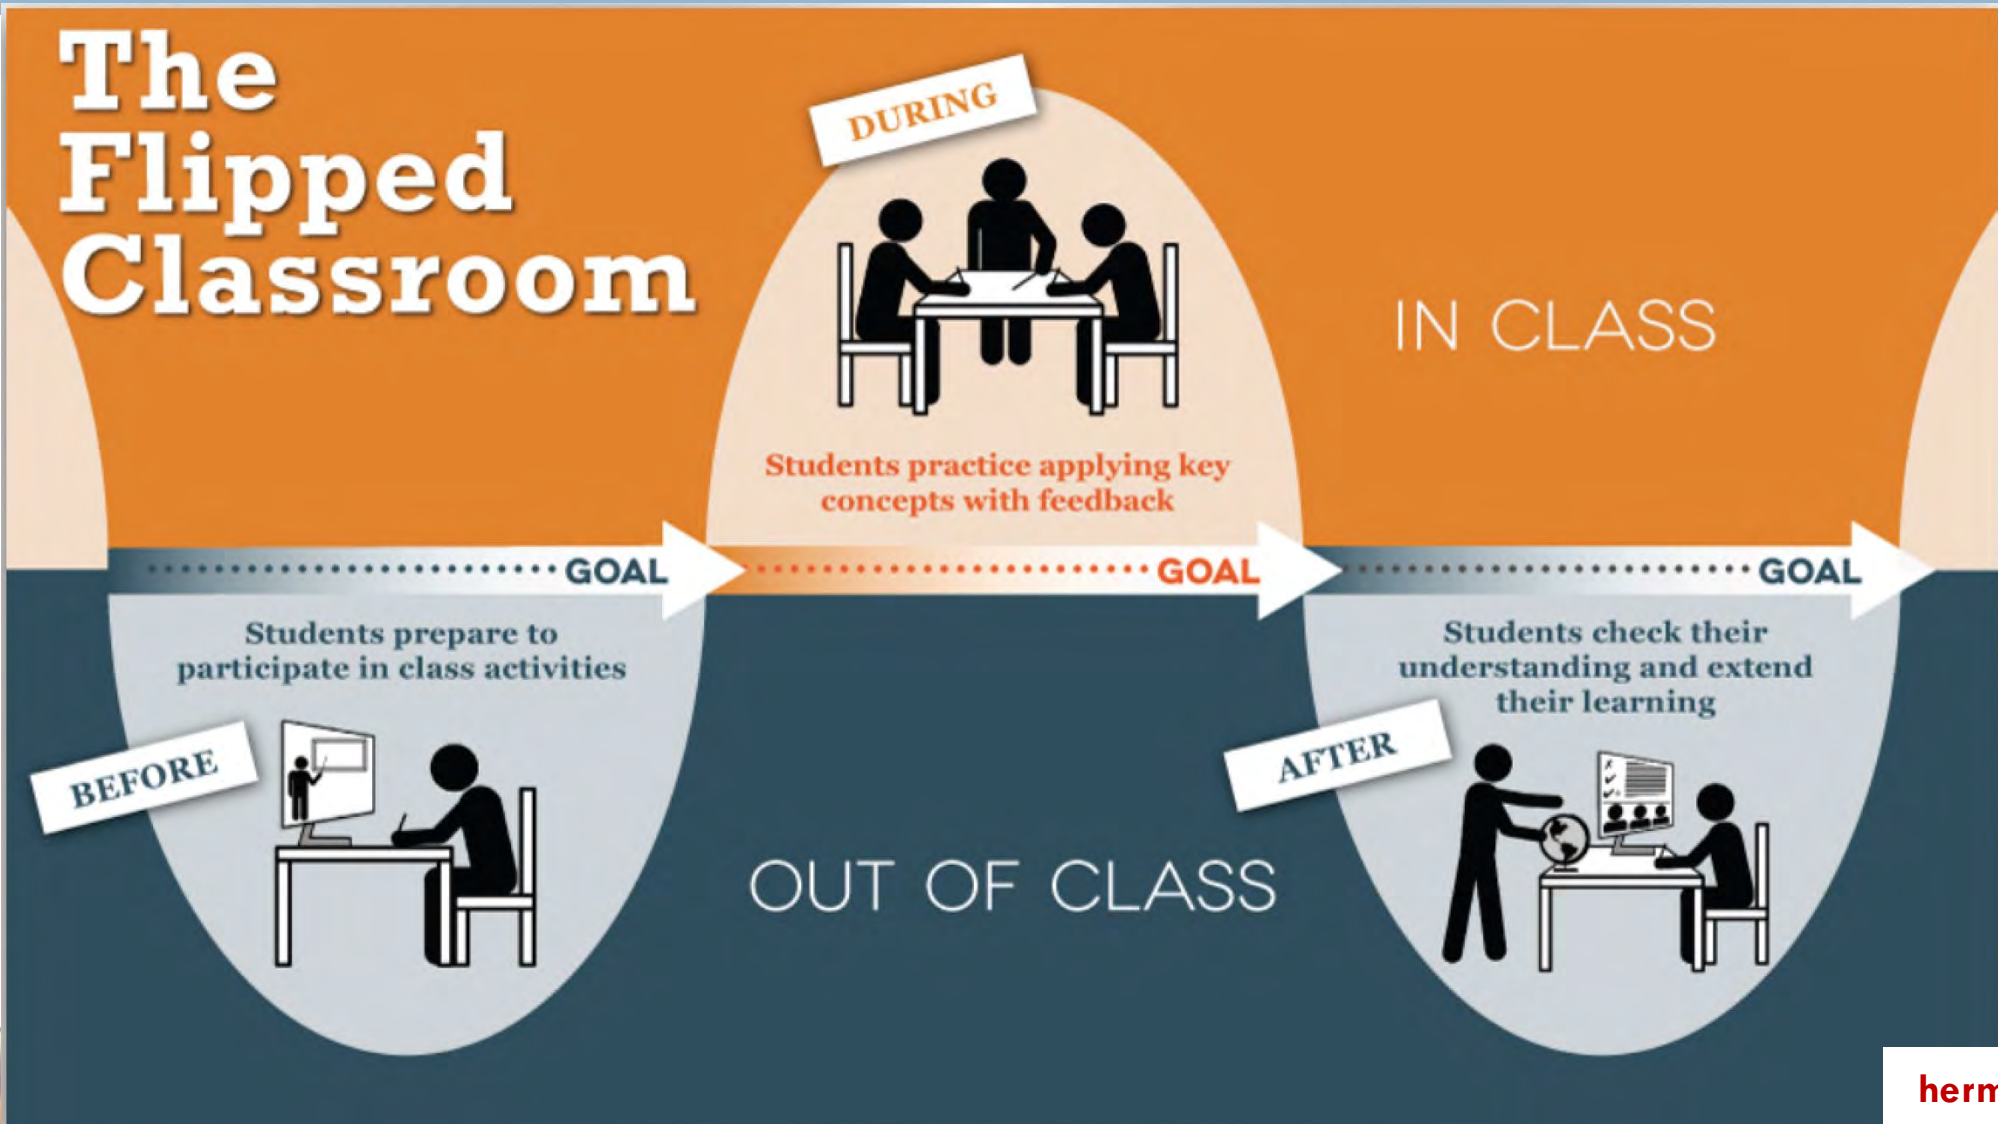 The
Flipped
Classroom
DURING
Students practice applying key
concepts with feedback
IN CLASS
GOAL
GOAL
GOAL
Students prepare to
participate in class activities
BEFORE
OUT OF CLASS
Students check their
understanding and extend
their learning
AFTER